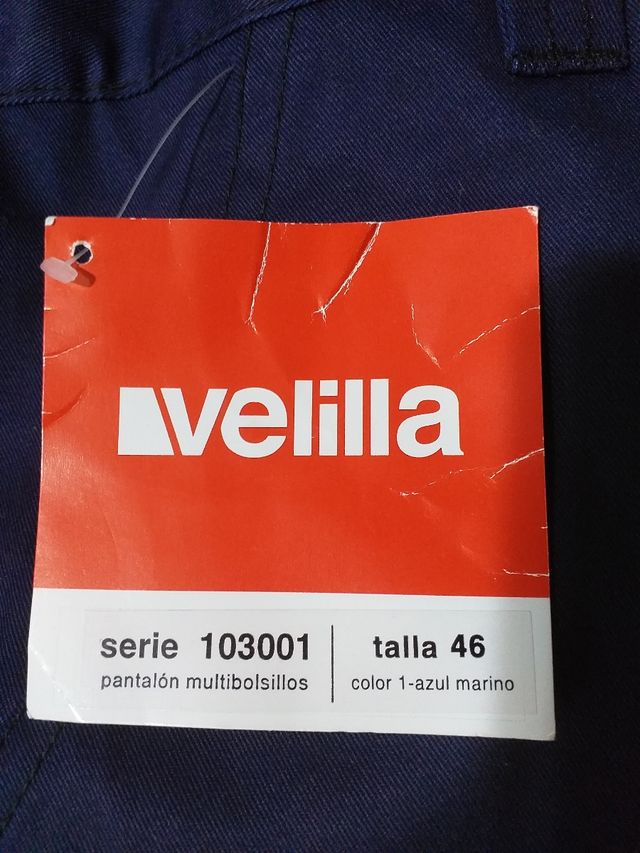 velilla
serie 103001
pantalón multibolsillos
talla 46
color 1-azul marino